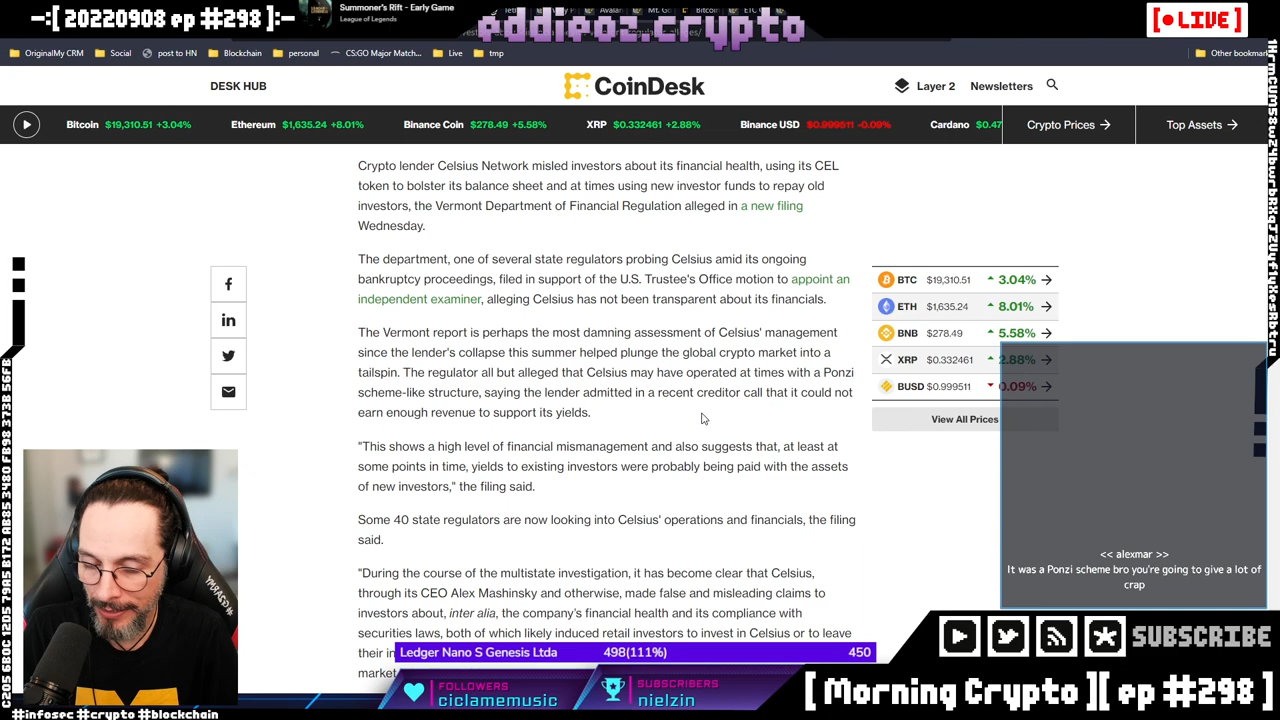 -:[ 20220908 ep #298 ]:-
Summoner's Rift - Early Game
League of Legends
eddieoz.crypto
[●LIVE]
OriginalMy CRM
Social
post to HN
Blockchain
personal
CS:GO Major Match...
Live
tmp
Other bookmar
DESK HUB
CoinDesk
Layer 2
Newsletters
Bitcoin $19,310.51 +3.04%
Ethereum $1,635.24 +8.01%
Binance Coin $278.49 +5.58%
XRP $0.332461 +2.88%
Binance USD $0.999511 -0.09%
Cardano $0.47
Crypto Prices →
Top Assets →
Crypto lender Celsius Network misled investors about its financial health, using its CEL
token to bolster its balance sheet and at times using new investor funds to repay old
investors, the Vermont Department of Financial Regulation alleged in a new filing
Wednesday.
The department, one of several state regulators probing Celsius amid its ongoing
bankruptcy proceedings, filed in support of the U.S. Trustee's Office motion to appoint an
independent examiner, alleging Celsius has not been transparent about its financials.
The Vermont report is perhaps the most damning assessment of Celsius' management
since the lender's collapse this summer helped plunge the global crypto market into a
tailspin. The regulator all but alleged that Celsius may have operated at times with a Ponzi
scheme-like structure, saying the lender admitted in a recent creditor call that it could not
earn enough revenue to support its yields.
"This shows a high level of financial mismanagement and also suggests that, at least at
some points in time, yields to existing investors were probably being paid with the assets
of new investors," the filing said.
Some 40 state regulators are now looking into Celsius' operations and financials, the filing
said.
"During the course of the multistate investigation, it has become clear that Celsius,
through its CEO Alex Mashinsky and otherwise, made false and misleading claims to
investors about, inter alia, the company's financial health and its compliance with
securities laws, both of which likely induced retail investors to invest in Celsius or to leave
their in
market
BTC $19,310.51 3.04% →
ETH $1,635.24 8.01% →
BNB $278.49 5.58% →
XRP $0.332461 2.88% →
BUSD $0.999511 0.09% →
View All Prices
<< alexmar >>
It was a Ponzi scheme bro you're going to give a lot of
crap
Ledger Nano S Genesis Ltda 498(111%) 450
FOLLOWERS
ciclamemusic
SUBSCRIBERS
nielzin
SUBSCRIBE
[ Morning Crypto ][ ep #298 ]
#infosec #crypto #blockchain